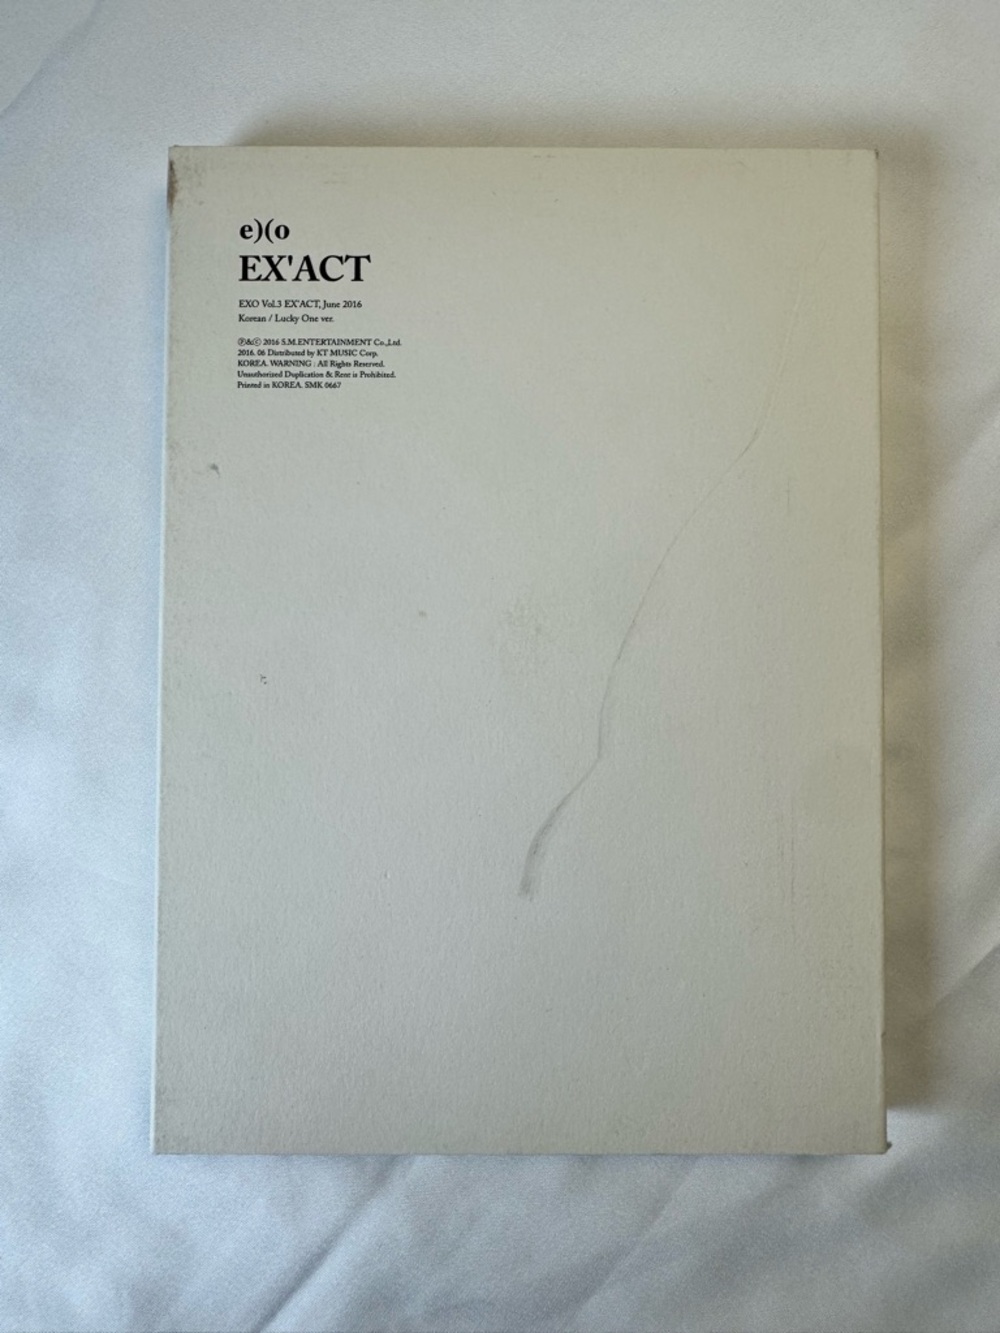 e)(o
EX'ACT
EXO Vol.3 EX'ACT, June 2016
Korean / Lucky One ver.
Ⓟ&ⓒ 2016 S.M.ENTERTAINMENT Co.,Ltd.
2016. 06 Distributed by KT MUSIC Corp.
KOREA. WARNING : All Rights Reserved.
Unauthorized Duplication & Rent is Prohibited.
Printed in KOREA. SMK 0667